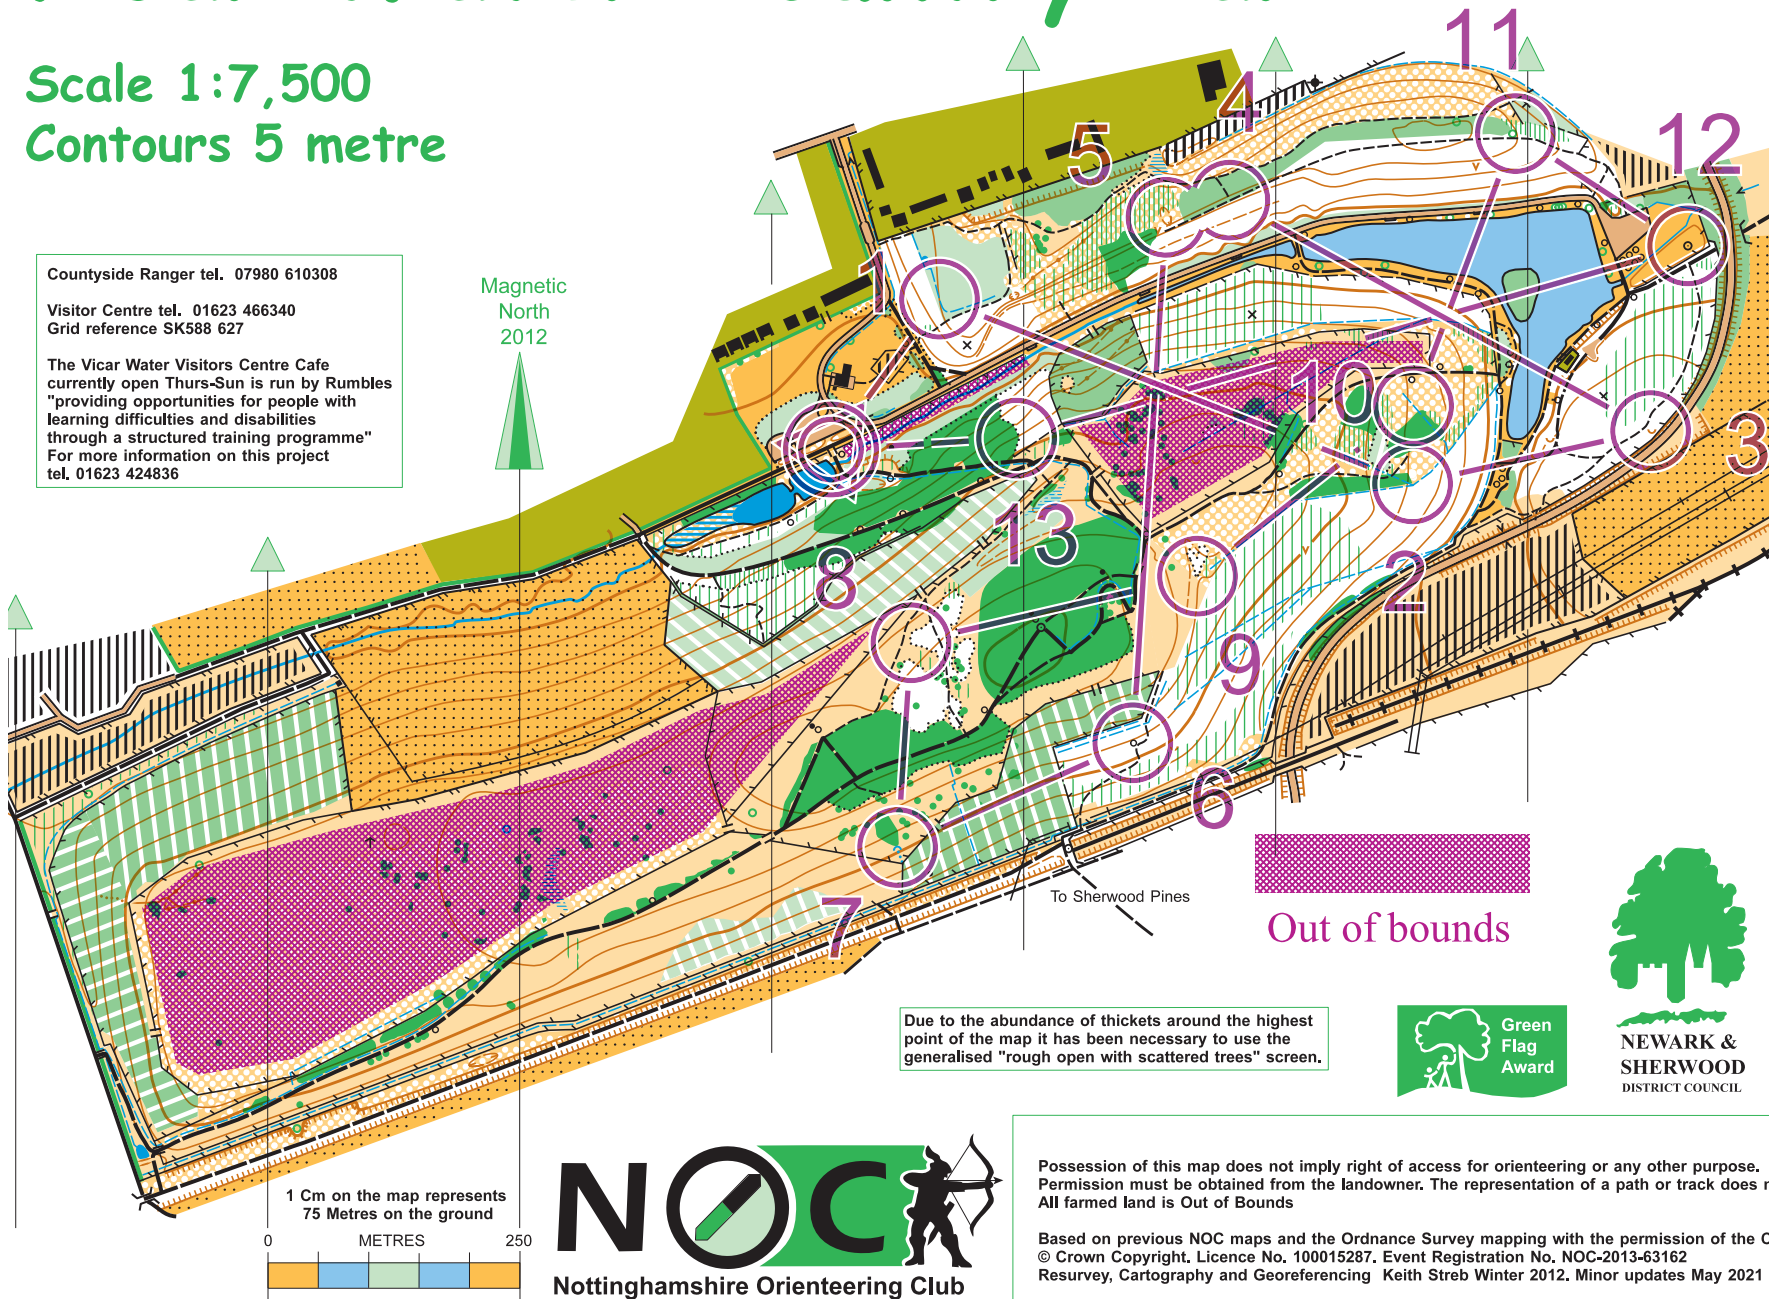 Scale 1:7,500
Contours 5 metre
Countyside Ranger tel. 07980 610308
Visitor Centre tel. 01623 466340
Grid reference SK588 627
The Vicar Water Visitors Centre Cafe
currently open Thurs-Sun is run by Rumbles
"providing opportunities for people with
learning difficulties and disabilities
through a structured training programme"
For more information on this project
tel. 01623 424836
Magnetic
North
2012
11
4
12
5
1
10
3
13
8
2
9
6
7
To Sherwood Pines
Out of bounds
Due to the abundance of thickets around the highest
point of the map it has been necessary to use the
generalised "rough open with scattered trees" screen.
Green
Flag
Award
NEWARK &
SHERWOOD
DISTRICT COUNCIL
1 Cm on the map represents
75 Metres on the ground
0 METRES 250
NOC
Nottinghamshire Orienteering Club
Possession of this map does not imply right of access for orienteering or any other purpose.
Permission must be obtained from the landowner. The representation of a path or track does
All farmed land is Out of Bounds
Based on previous NOC maps and the Ordnance Survey mapping with the permission of the
© Crown Copyright. Licence No. 100015287. Event Registration No. NOC-2013-63162
Resurvey, Cartography and Georeferencing Keith Streb Winter 2012. Minor updates May 2021